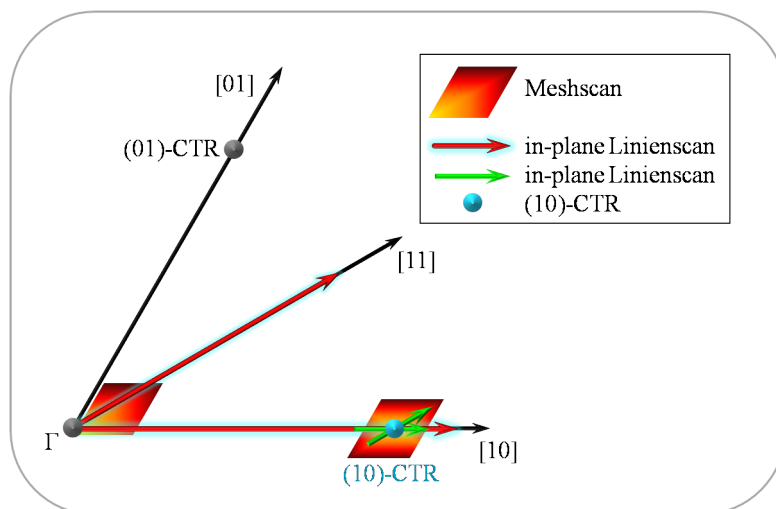 [01]
(01)-CTR
Meshscan
in-plane Linienscan
in-plane Linienscan
(10)-CTR
[11]
Γ
[10]
(10)-CTR